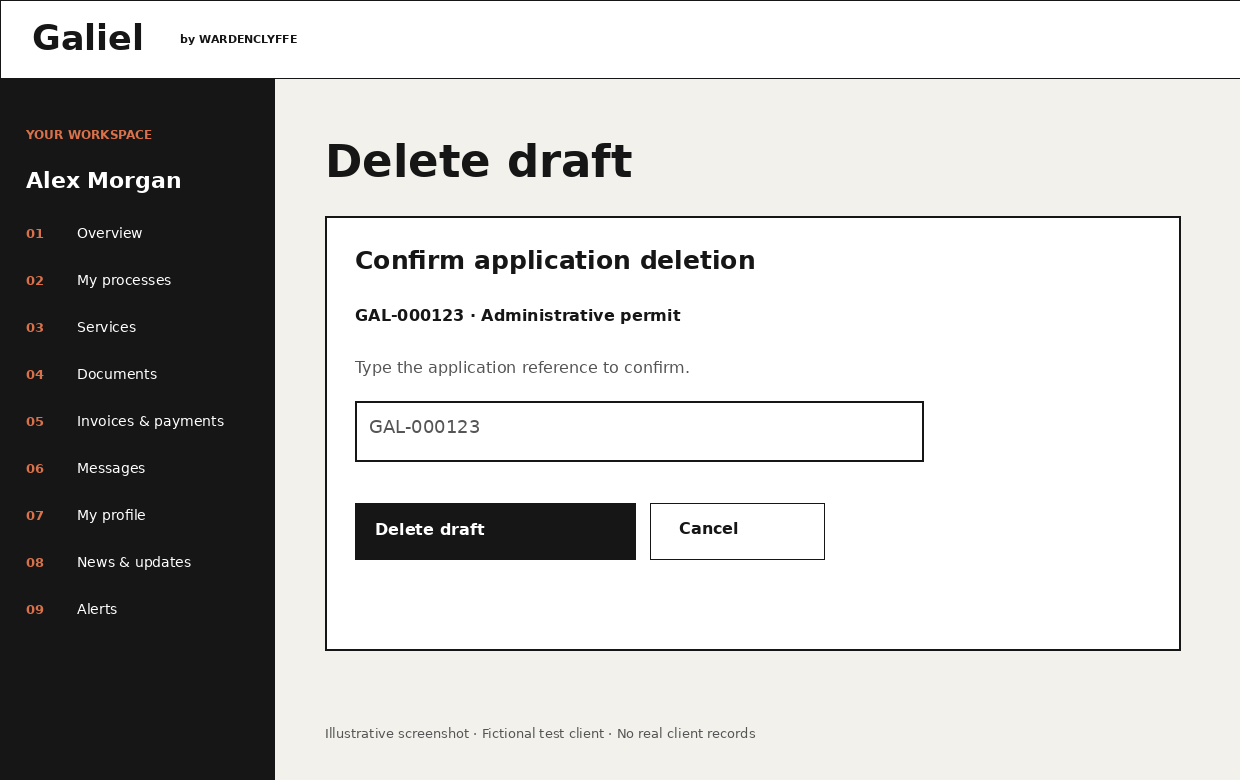 Galiel
by WARDENCLYFFE
YOUR WORKSPACE
Alex Morgan
01 Overview
02 My processes
03 Services
04 Documents
05 Invoices & payments
06 Messages
07 My profile
08 News & updates
09 Alerts
Delete draft
Confirm application deletion
GAL-000123 · Administrative permit
Type the application reference to confirm.
GAL-000123
Delete draft
Cancel
Illustrative screenshot · Fictional test client · No real client records